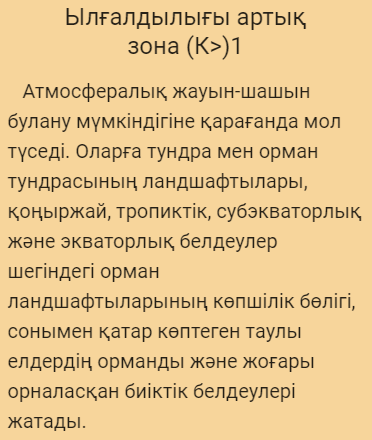 Ылғалдылығы артық
зона (К>)1
Атмосфералық жауын-шашын
булану мүмкіндігіне қарағанда мол
түседі. Оларға тундра мен орман
тундрасының ландшафтылары,
қоңыржай, тропиктік, субэкваторлық
және экваторлық белдеулер
шегіндегі орман
ландшафтыларының көпшілік бөлігі,
сонымен қатар көптеген таулы
елдердің орманды және жоғары
орналасқан биіктік белдеулері
жатады.